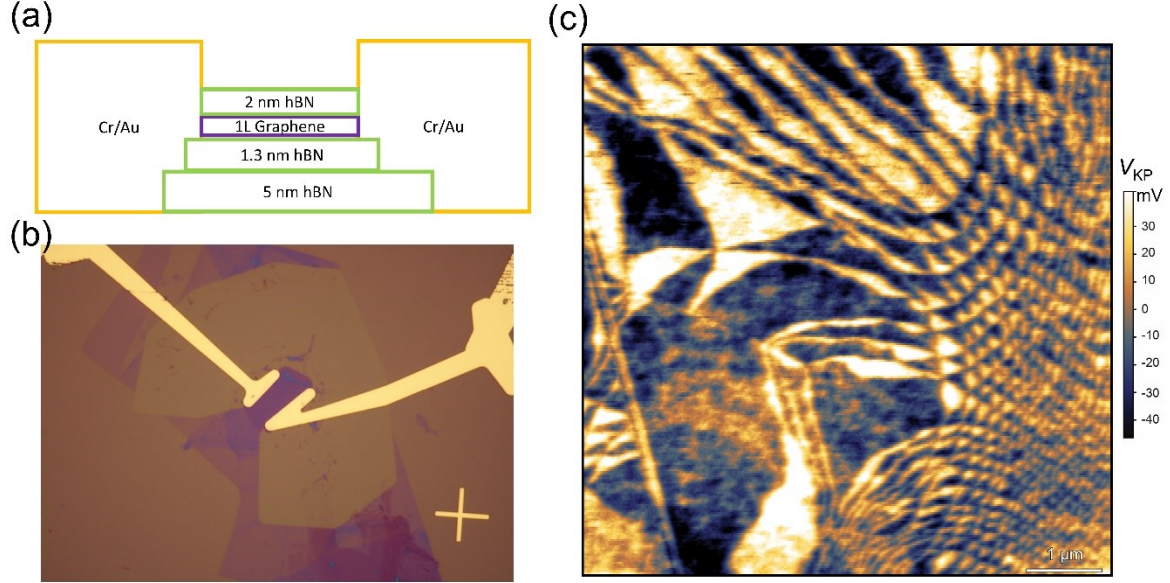 (a)
2 nm hBN
Cr/Au
1L Graphene
Cr/Au
1.3 nm hBN
5 nm hBN
(b)
(c)
V_KP
mV
30
20
10
0
-10
-20
-30
-40
1 µm